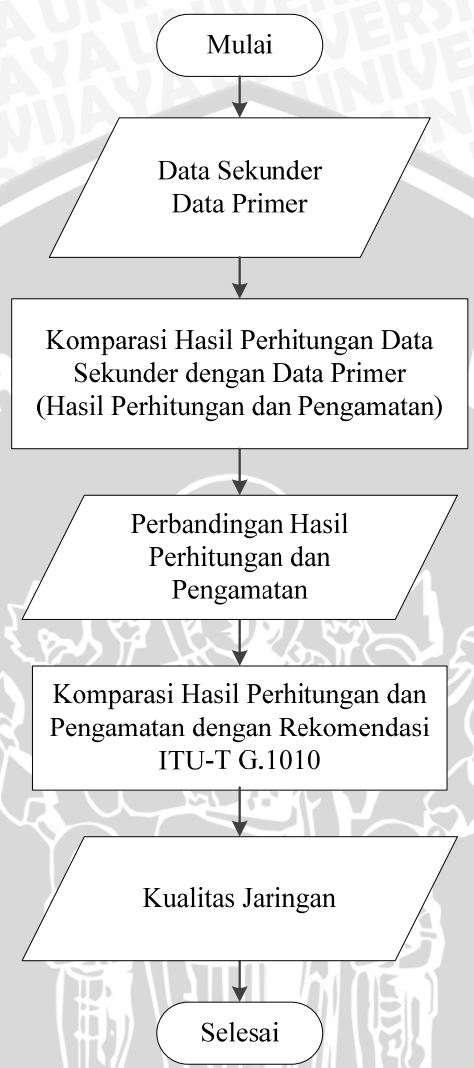 Mulai
Data Sekunder
Data Primer
Komparasi Hasil Perhitungan Data
Sekunder dengan Data Primer
(Hasil Perhitungan dan Pengamatan)
Perbandingan Hasil
Perhitungan dan
Pengamatan
Komparasi Hasil Perhitungan dan
Pengamatan dengan Rekomendasi
ITU-T G.1010
Kualitas Jaringan
Selesai